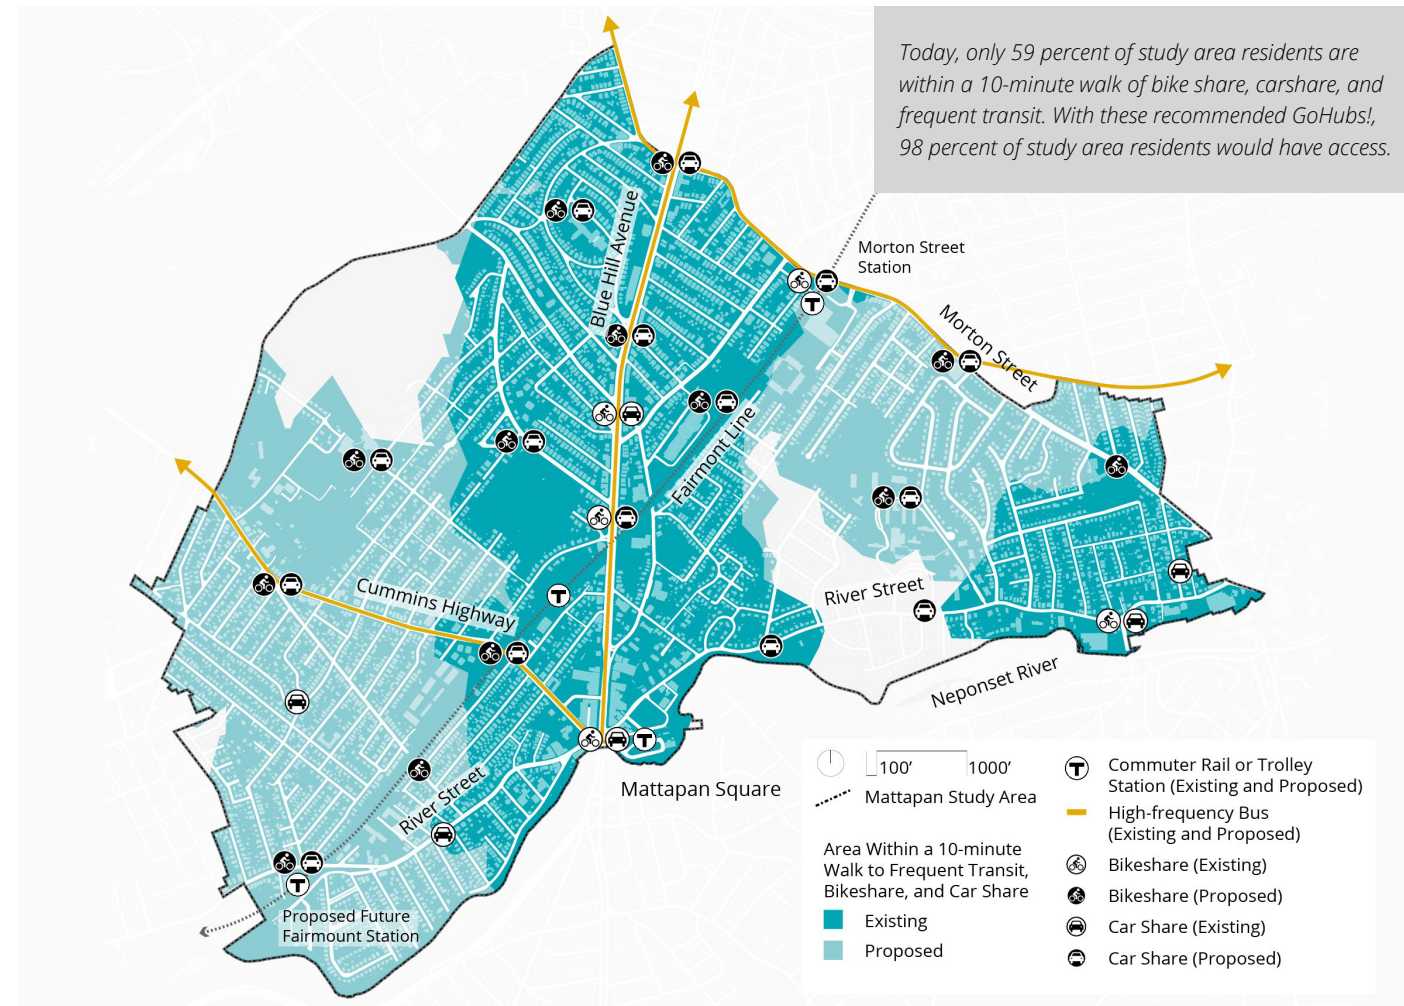 Today, only 59 percent of study area residents are
within a 10-minute walk of bike share, carshare, and
frequent transit. With these recommended GoHubs!,
98 percent of study area residents would have access.
Blue Hill Avenue
Morton Street
Station
Morton Street
Fairmont Line
Cummins Highway
River Street
Neponset River
River Street
Mattapan Square
Proposed Future
Fairmount Station
100’
1000’
Mattapan Study Area
Area Within a 10-minute
Walk to Frequent Transit,
Bikeshare, and Car Share
Existing
Proposed
T
Commuter Rail or Trolley
Station (Existing and Proposed)
High-frequency Bus
(Existing and Proposed)
Bikeshare (Existing)
Bikeshare (Proposed)
Car Share (Existing)
Car Share (Proposed)
T
T
T
T